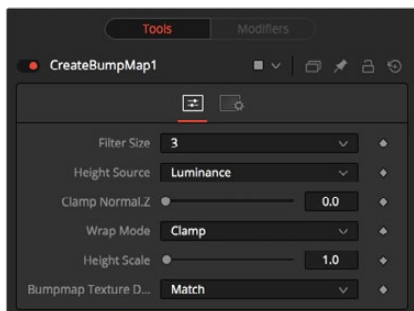 Tools Modifiers
CreateBumpMap1
Filter Size 3
Height Source Luminance
Clamp Normal.Z 0.0
Wrap Mode Clamp
Height Scale 1.0
Bumpmap Texture D... Match